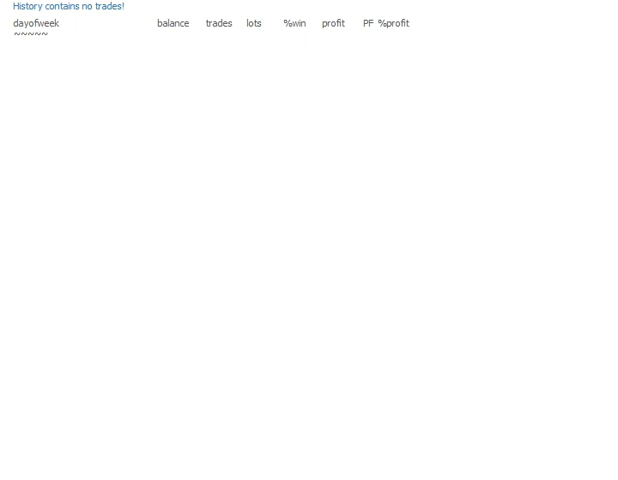 History contains no trades!
dayofweek balance trades lots %win profit PF %profit
~~~~~